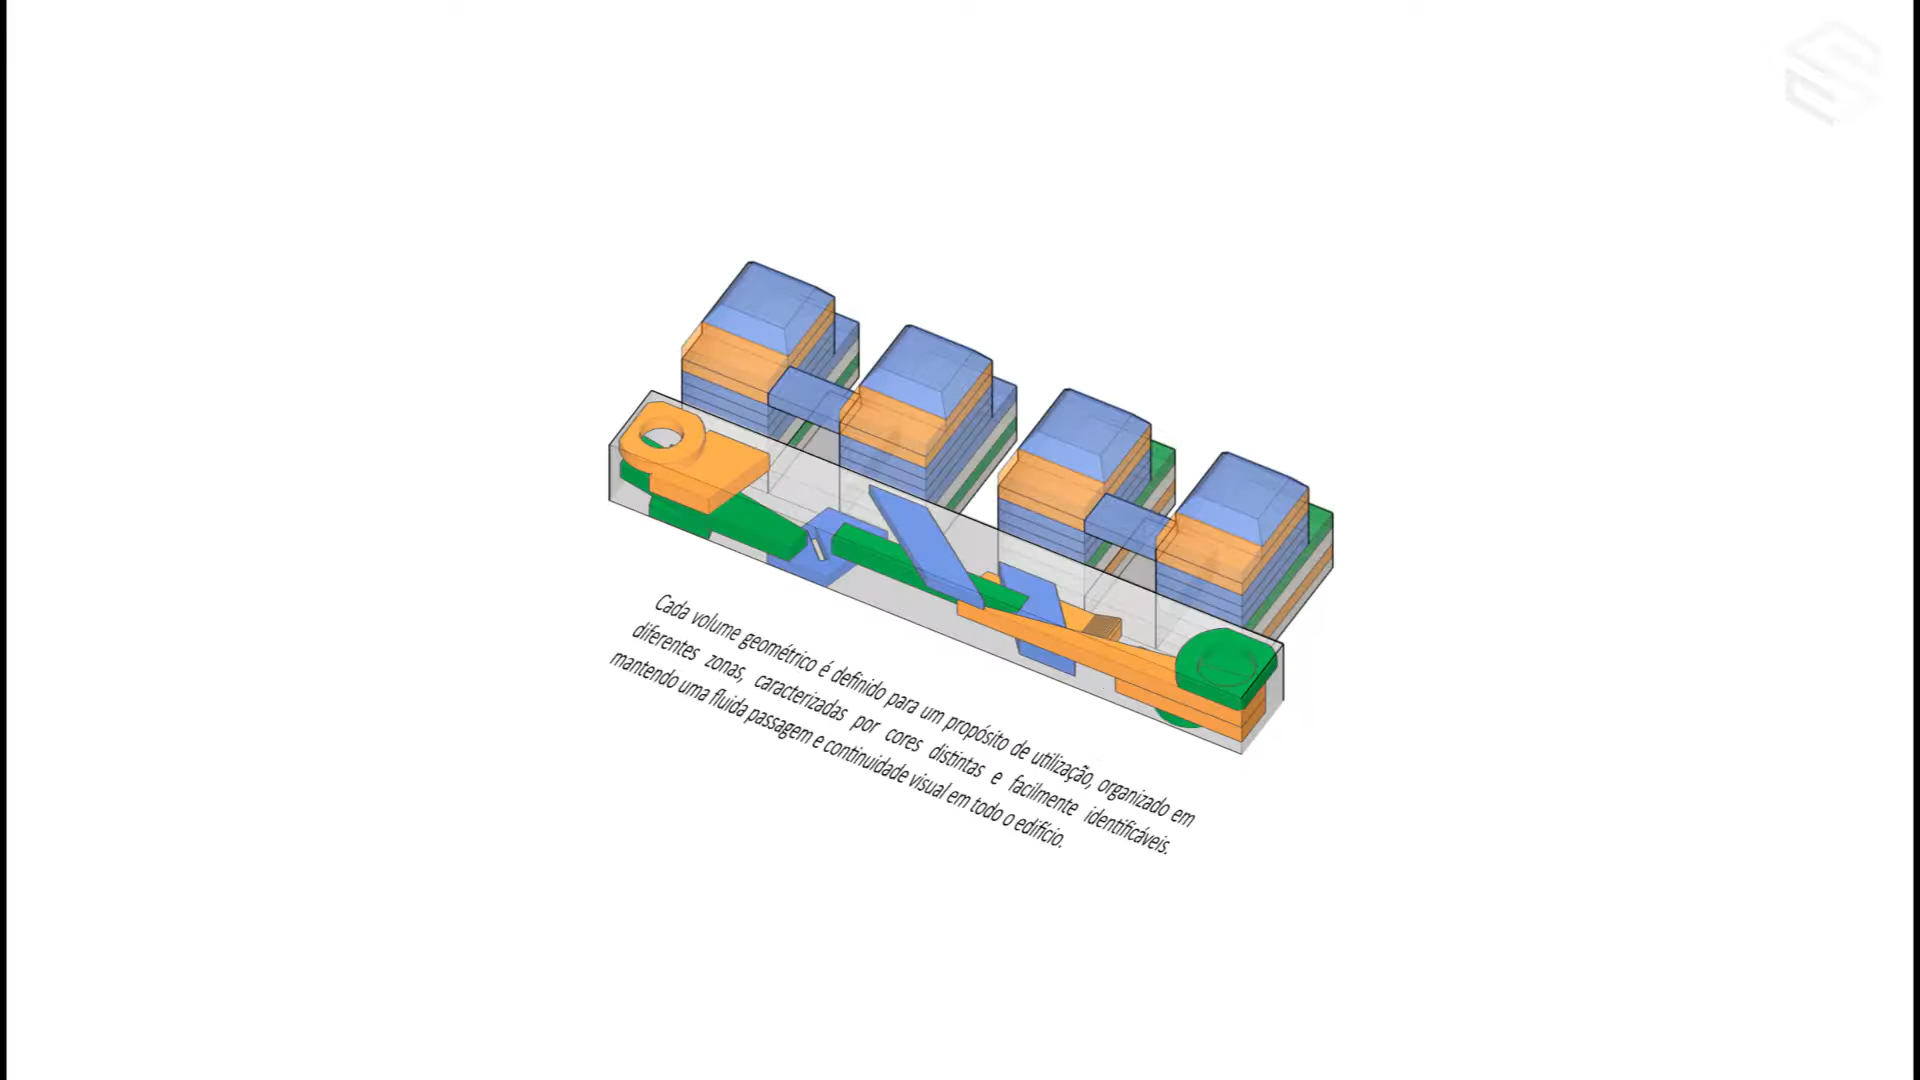 Cada volume geométrico é definido para um propósito de utilização, organizado em
diferentes zonas, caracterizadas por cores distintas e facilmente identificáveis.
mantendo uma fluida passagem e continuidade visual em todo o edifício.